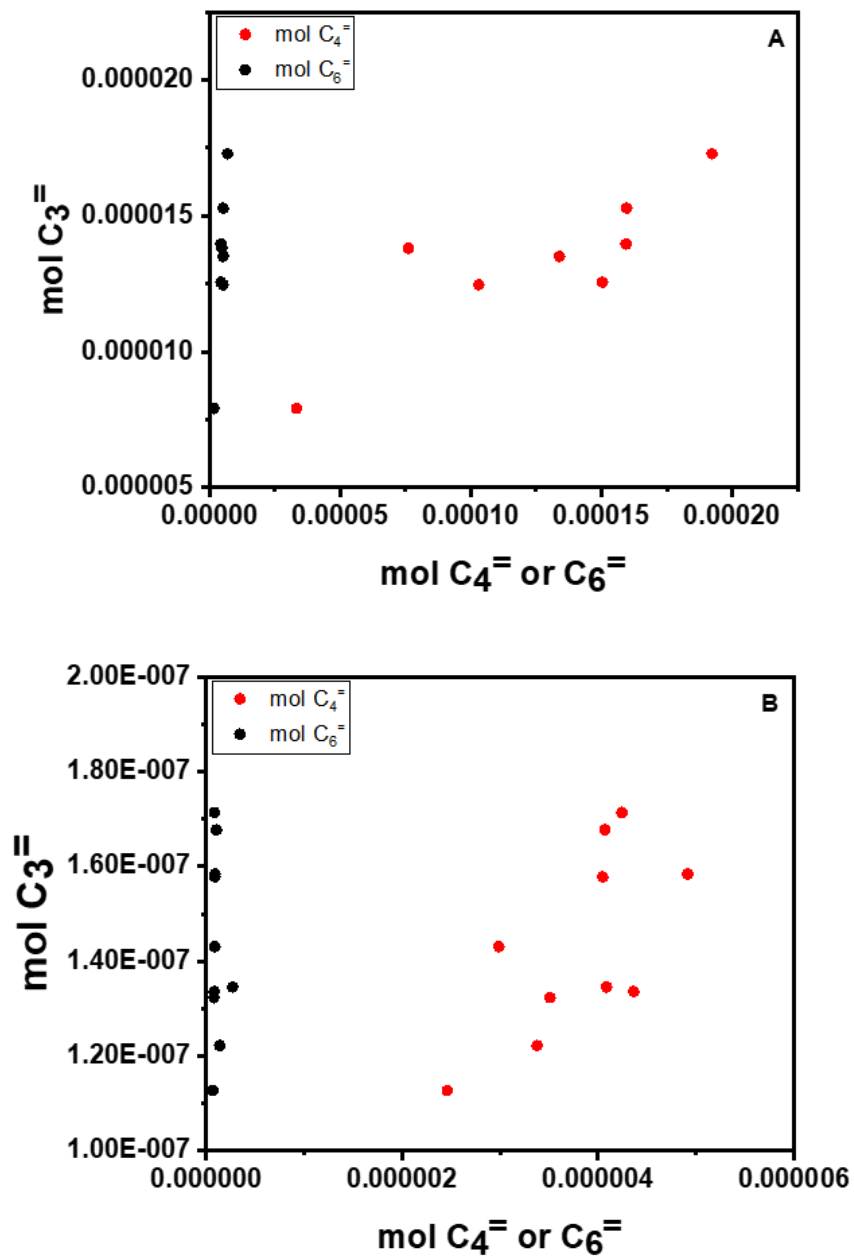 mol C₄⁼
mol C₆⁼
A
0.000020
0.000015
0.000010
0.000005
mol C₃⁼
0.00000 0.00005 0.00010 0.00015 0.00020
mol C₄⁼ or C₆⁼
mol C₄⁼
mol C₆⁼
B
2.00E-007
1.80E-007
1.60E-007
1.40E-007
1.20E-007
1.00E-007
mol C₃⁼
0.000000 0.000002 0.000004 0.000006
mol C₄⁼ or C₆⁼